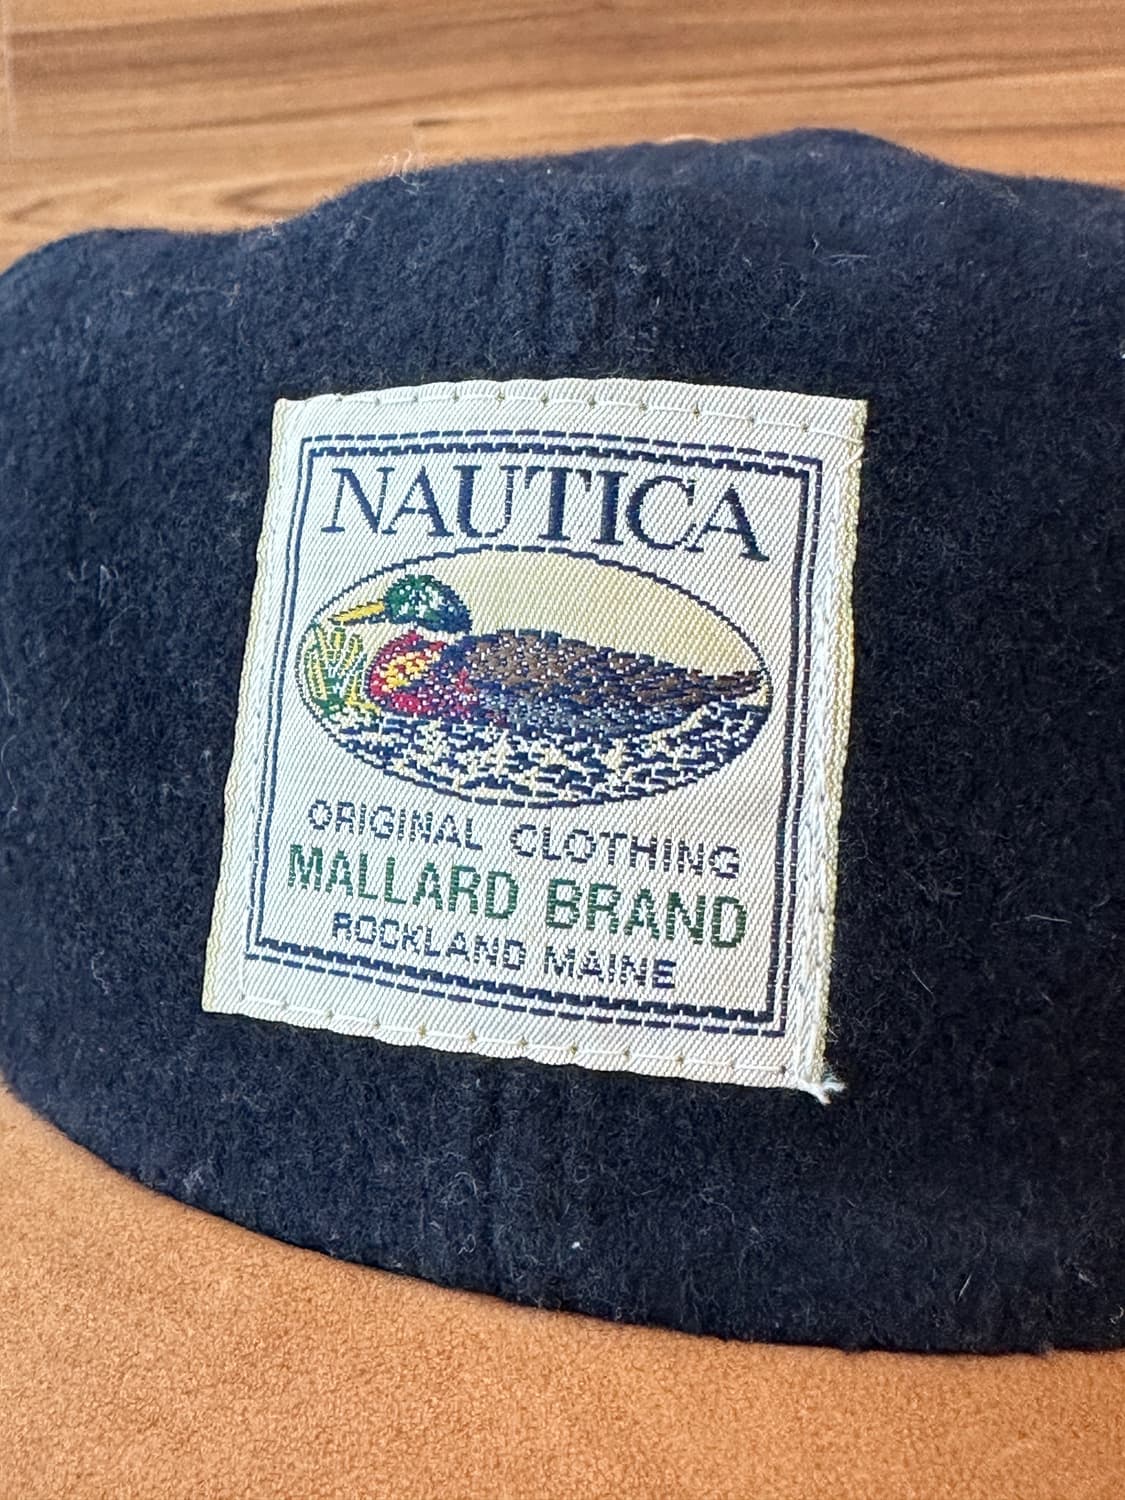 NAUTICA
ORIGINAL CLOTHING
MALLARD BRAND
ROCKLAND MAINE